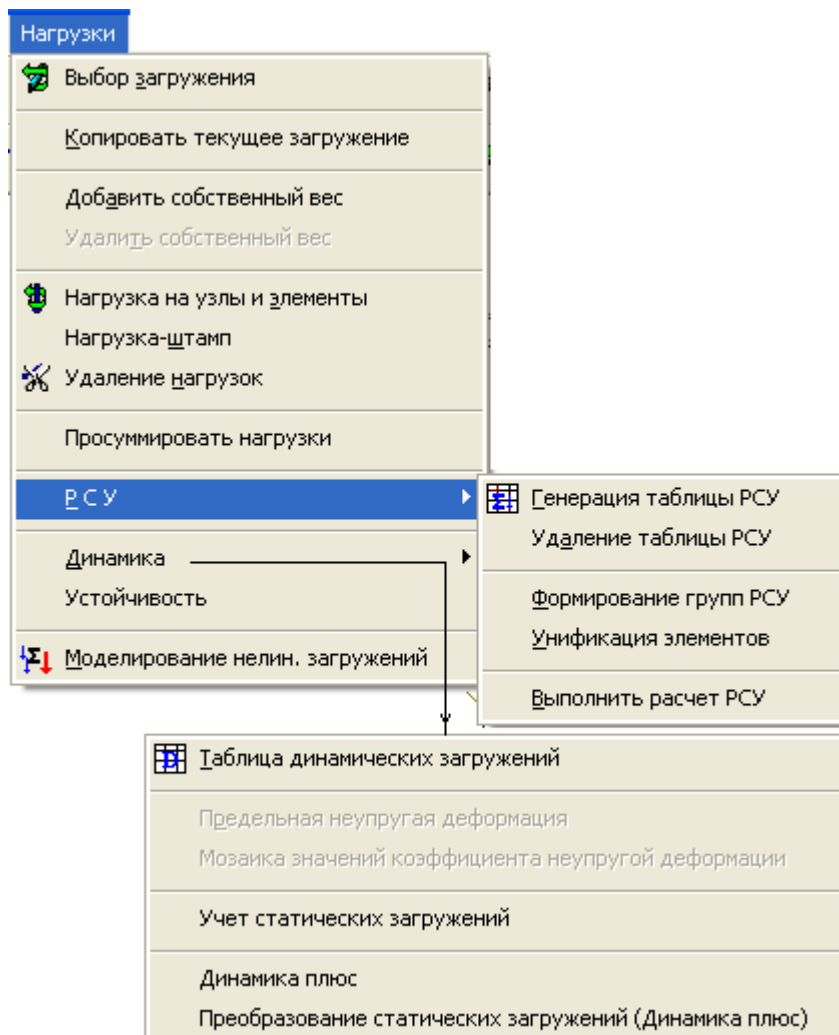 Нагрузки
Выбор загружения
Копировать текущее загружение
Добавить собственный вес
Удалить собственный вес
Нагрузка на узлы и элементы
Нагрузка-штамп
Удаление нагрузок
Просуммировать нагрузки
Р С У
Генерация таблицы РСУ
Удаление таблицы РСУ
Формирование групп РСУ
Унификация элементов
Выполнить расчет РСУ
Динамика
Устойчивость
Моделирование нелин. загружений
Таблица динамических загружений
Предельная неупругая деформация
Мозаика значений коэффициента неупругой деформации
Учет статических загружений
Динамика плюс
Преобразование статических загружений (Динамика плюс)